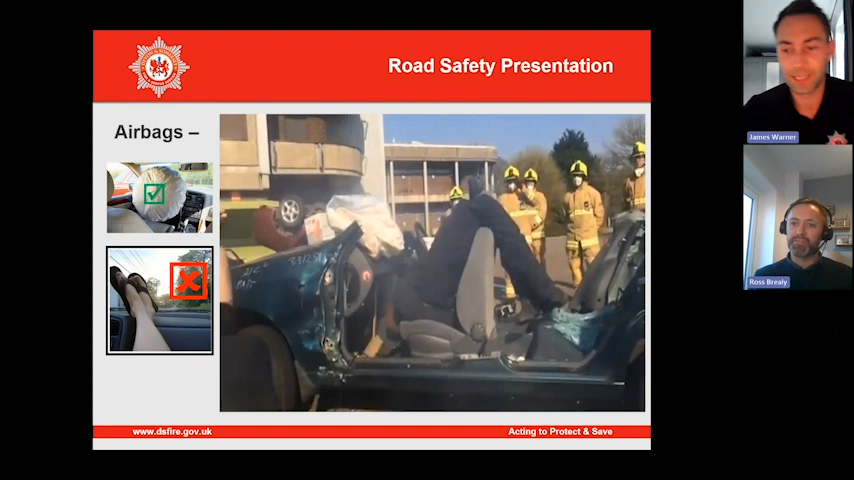 Road Safety Presentation
Airbags –
www.dsfire.gov.uk
Acting to Protect & Save
James Warner
Ross Brealy